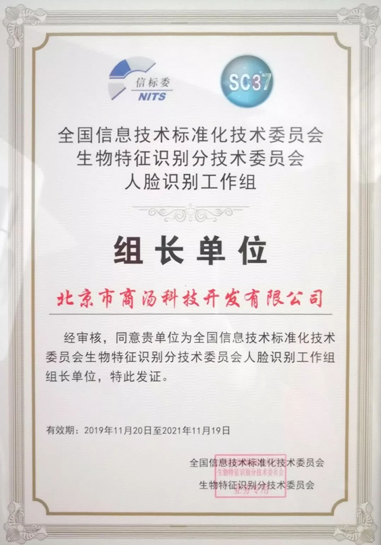 信标委
NITS
SC37
全国信息技术标准化技术委员会
生物特征识别分技术委员会
人脸识别工作组
组长单位
北京市商汤科技开发有限公司
经审核，同意贵单位为全国信息技术标准化技术
委员会生物特征识别分技术委员会人脸识别工作组
组长单位，特此发证。
有效期：2019年11月20日至2021年11月19日
全国信息技术标准化技术委员会
生物特征识别分技术委员会